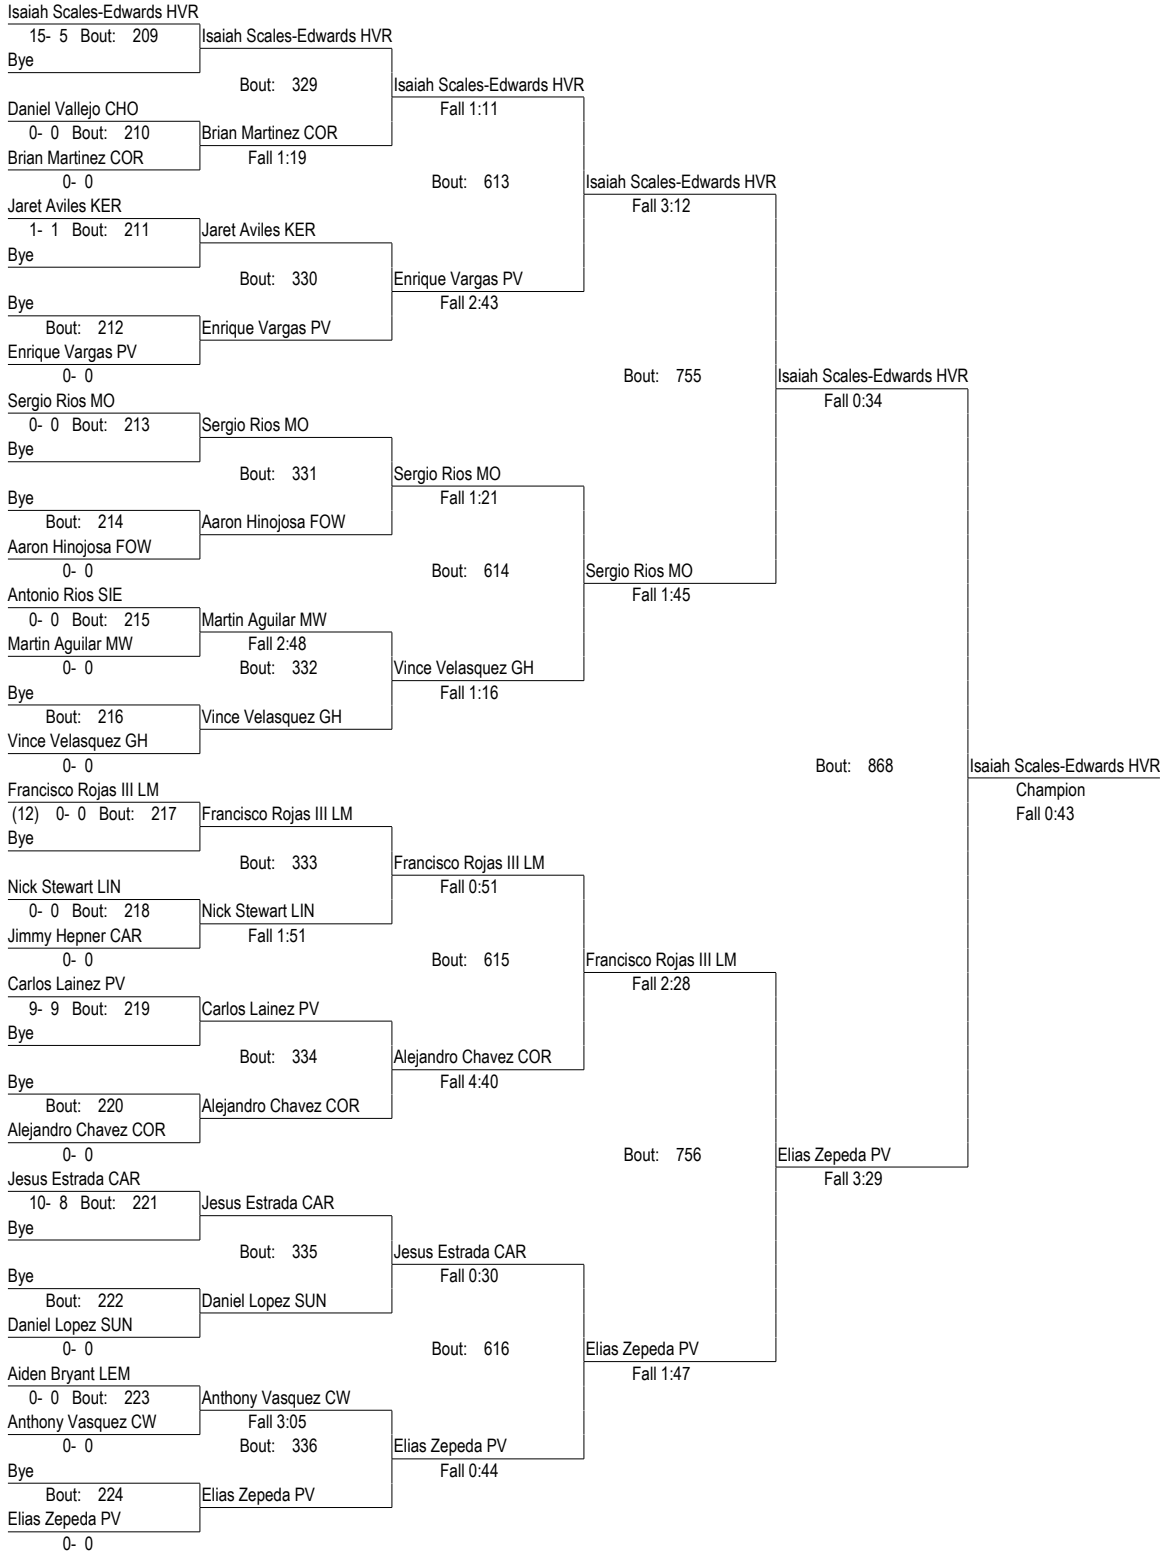 Isaiah Scales-Edwards HVR
15- 5 Bout: 209
Isaiah Scales-Edwards HVR
Bye
Bout: 329
Isaiah Scales-Edwards HVR
Daniel Vallejo CHO
Fall 1:11
0- 0 Bout: 210
Brian Martinez COR
Brian Martinez COR
Fall 1:19
0- 0
Bout: 613
Isaiah Scales-Edwards HVR
Jaret Aviles KER
Fall 3:12
1- 1 Bout: 211
Jaret Aviles KER
Bye
Bout: 330
Enrique Vargas PV
Bye
Fall 2:43
Bout: 212
Enrique Vargas PV
Enrique Vargas PV
0- 0
Bout: 755
Isaiah Scales-Edwards HVR
Sergio Rios MO
Fall 0:34
0- 0 Bout: 213
Sergio Rios MO
Bye
Bout: 331
Sergio Rios MO
Bye
Fall 1:21
Bout: 214
Aaron Hinojosa FOW
Aaron Hinojosa FOW
0- 0
Bout: 614
Sergio Rios MO
Antonio Rios SIE
Fall 1:45
0- 0 Bout: 215
Martin Aguilar MW
Martin Aguilar MW
Fall 2:48
0- 0
Bout: 332
Vince Velasquez GH
Bye
Fall 1:16
Bout: 216
Vince Velasquez GH
Vince Velasquez GH
0- 0
Bout: 868
Isaiah Scales-Edwards HVR
Francisco Rojas III LM
Champion
(12) 0- 0 Bout: 217
Francisco Rojas III LM
Fall 0:43
Bye
Bout: 333
Francisco Rojas III LM
Nick Stewart LIN
Fall 0:51
0- 0 Bout: 218
Nick Stewart LIN
Jimmy Hepner CAR
Fall 1:51
0- 0
Bout: 615
Francisco Rojas III LM
Carlos Lainez PV
Fall 2:28
9- 9 Bout: 219
Carlos Lainez PV
Bye
Bout: 334
Alejandro Chavez COR
Bye
Fall 4:40
Bout: 220
Alejandro Chavez COR
Alejandro Chavez COR
0- 0
Bout: 756
Elias Zepeda PV
Jesus Estrada CAR
Fall 3:29
10- 8 Bout: 221
Jesus Estrada CAR
Bye
Bout: 335
Jesus Estrada CAR
Bye
Fall 0:30
Bout: 222
Daniel Lopez SUN
Daniel Lopez SUN
0- 0
Bout: 616
Elias Zepeda PV
Aiden Bryant LEM
Fall 1:47
0- 0 Bout: 223
Anthony Vasquez CW
Anthony Vasquez CW
Fall 3:05
0- 0
Bout: 336
Elias Zepeda PV
Bye
Fall 0:44
Bout: 224
Elias Zepeda PV
Elias Zepeda PV
0- 0